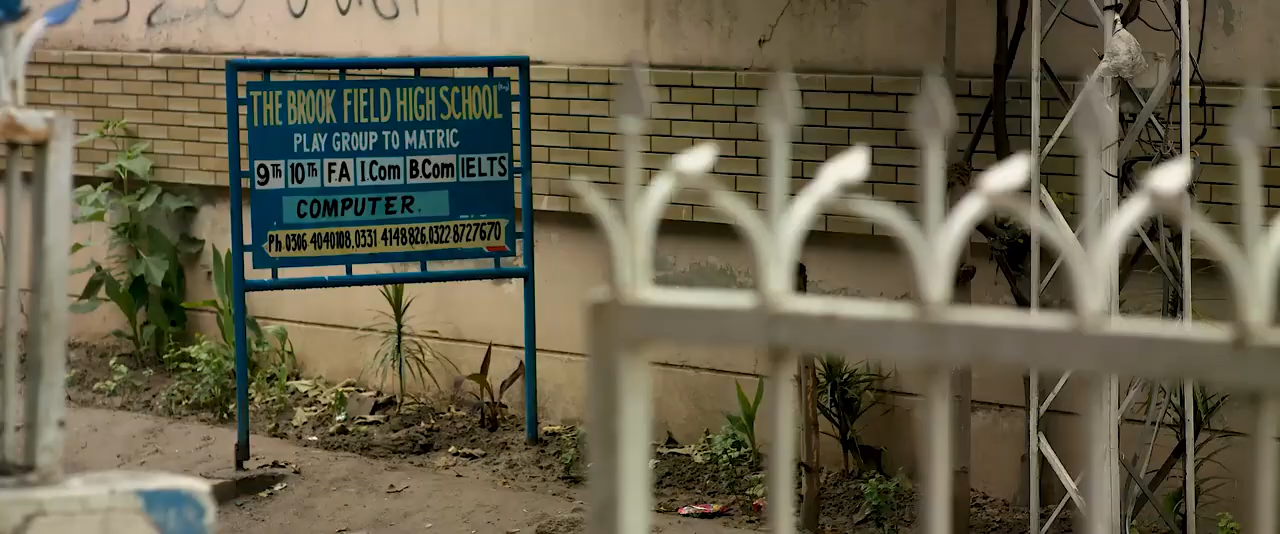 THE BROOK FIELD HIGH SCHOOL
PLAY GROUP TO MATRIC
9TH 10TH F.A I.Com B.Com IELTS
COMPUTER.
Ph 0306 4040108, 0331 4148826, 0322 8727670